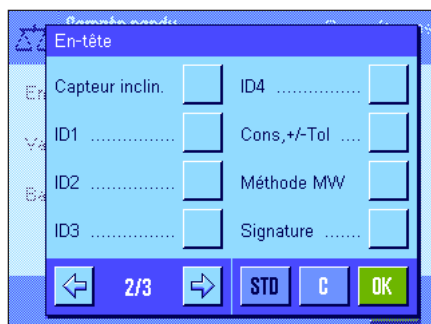 En-tête
Capteur inclin.
ID1 ...............
ID2 ...............
ID3 ...............
ID4 ...............
Cons,+/-Tol ....
Méthode MW
Signature .......
2/3
STD
C
OK